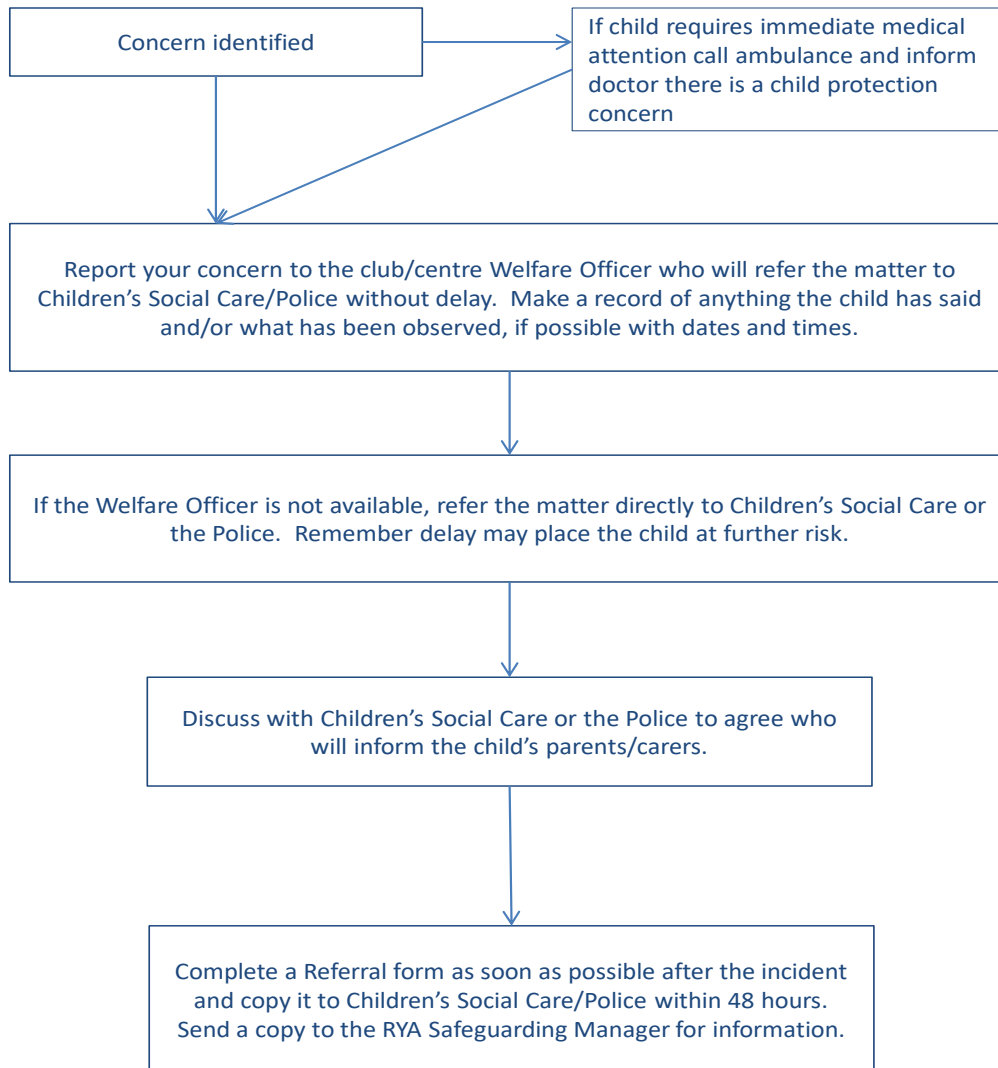 Concern identified
If child requires immediate medical
attention call ambulance and inform
doctor there is a child protection
concern
Report your concern to the club/centre Welfare Officer who will refer the matter to
Children’s Social Care/Police without delay.  Make a record of anything the child has said
and/or what has been observed, if possible with dates and times.
If the Welfare Officer is not available, refer the matter directly to Children’s Social Care or
the Police.  Remember delay may place the child at further risk.
Discuss with Children’s Social Care or the Police to agree who
will inform the child’s parents/carers.
Complete a Referral form as soon as possible after the incident
and copy it to Children’s Social Care/Police within 48 hours.
Send a copy to the RYA Safeguarding Manager for information.